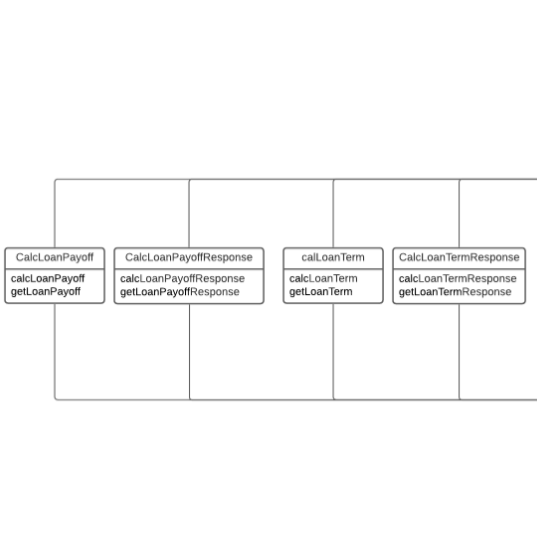 CalcLoanPayoff
calcLoanPayoff
getLoanPayoff
CalcLoanPayoffResponse
calcLoanPayoffResponse
getLoanPayoffResponse
calLoanTerm
calcLoanTerm
getLoanTerm
CalcLoanTermResponse
calcLoanTermResponse
getLoanTermResponse